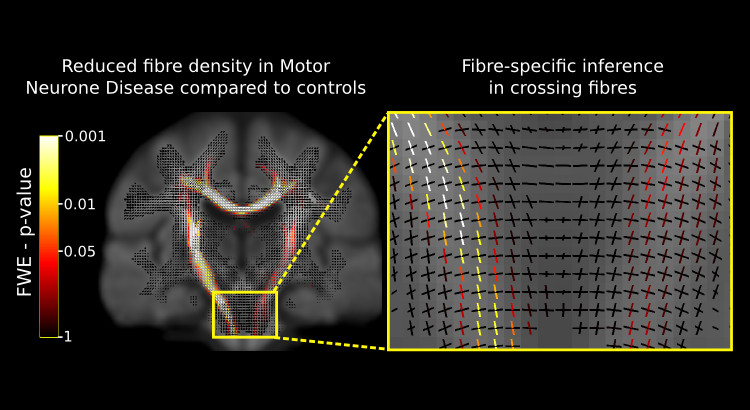 Reduced fibre density in Motor
Neurone Disease compared to controls
Fibre-specific inference
in crossing fibres
FWE - p-value
0.001
0.01
0.05
1